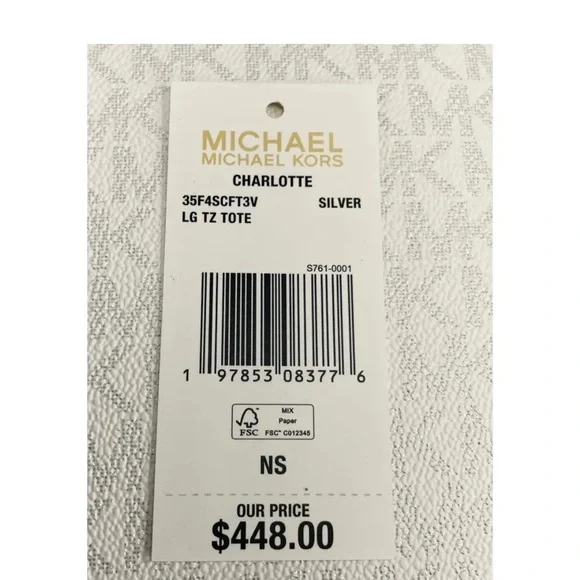 MICHAEL
MICHAEL KORS
CHARLOTTE
35F4SCFT3V SILVER
LG TZ TOTE
S761-0001
1 97853 08377 6
FSC
MIX
Paper
FSC® C012345
NS
OUR PRICE
$448.00